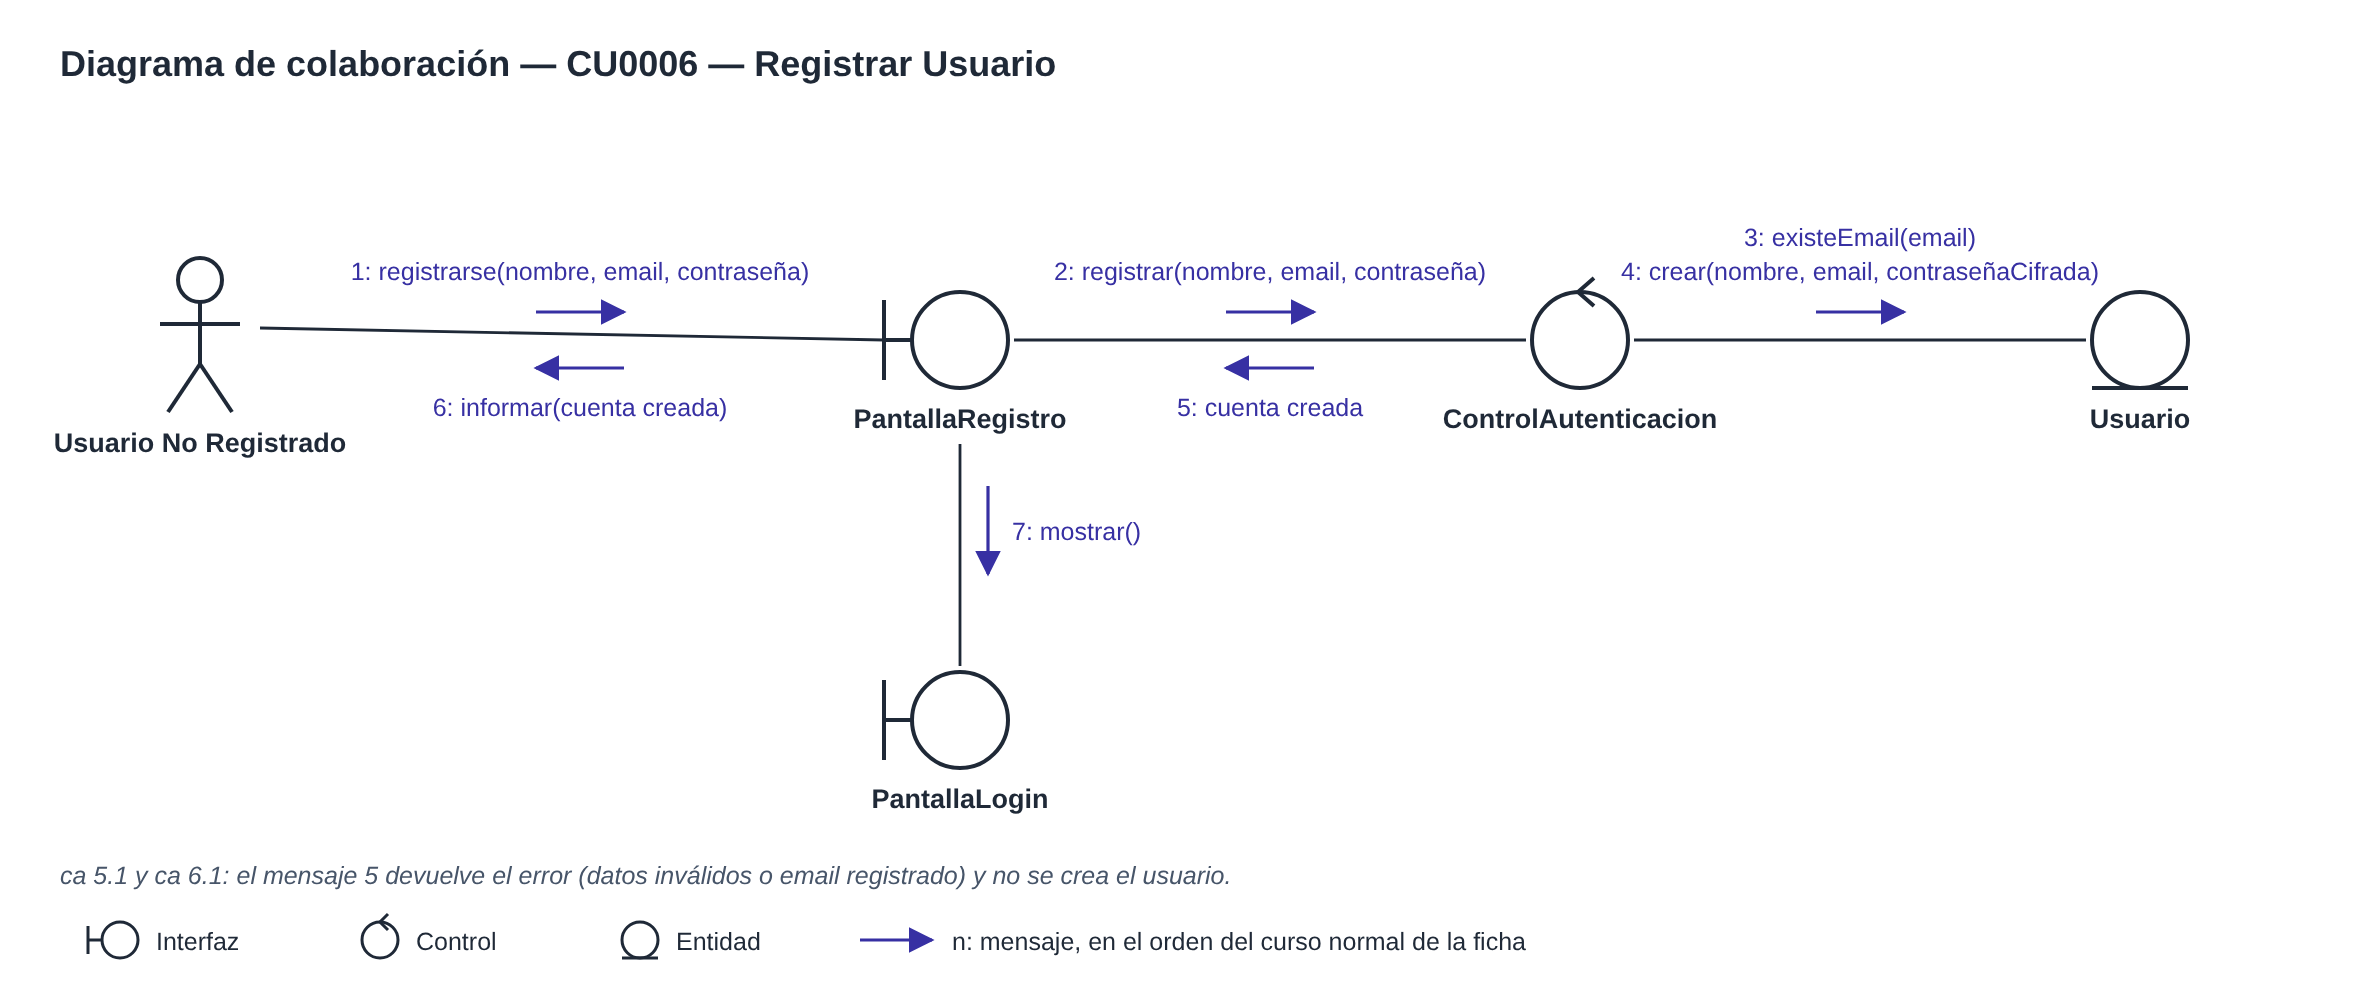 Diagrama de colaboración — CU0006 — Registrar Usuario
3: existeEmail(email)
1: registrarse(nombre, email, contraseña)
2: registrar(nombre, email, contraseña)
4: crear(nombre, email, contraseñaCifrada)
6: informar(cuenta creada)
5: cuenta creada
PantallaRegistro
ControlAutenticacion
Usuario
Usuario No Registrado
7: mostrar()
PantallaLogin
ca 5.1 y ca 6.1: el mensaje 5 devuelve el error (datos inválidos o email registrado) y no se crea el usuario.
Interfaz
Control
Entidad
n: mensaje, en el orden del curso normal de la ficha